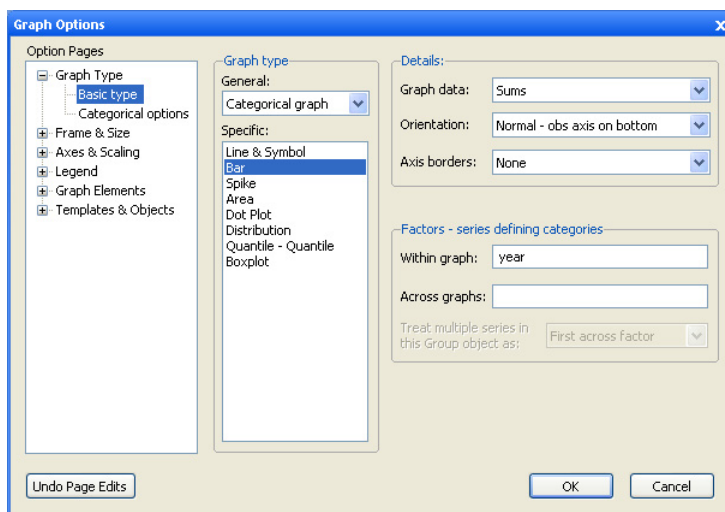 Graph Options
x
Option Pages
Graph Type
Basic type
Categorical options
Frame & Size
Axes & Scaling
Legend
Graph Elements
Templates & Objects
Graph type
General:
Categorical graph
Specific:
Line & Symbol
Bar
Spike
Area
Dot Plot
Distribution
Quantile - Quantile
Boxplot
Details:
Graph data: Sums
Orientation: Normal - obs axis on bottom
Axis borders: None
Factors - series defining categories
Within graph: year
Across graphs:
Treat multiple series in
this Group object as: First across factor
Undo Page Edits
OK
Cancel